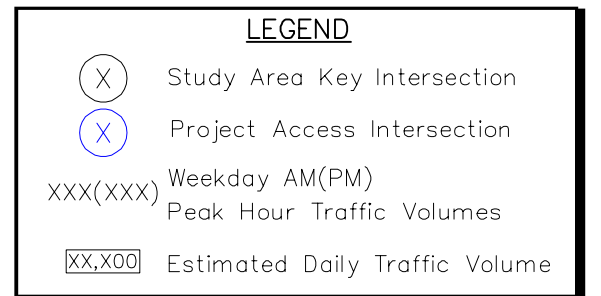 LEGEND
X Study Area Key Intersection
X Project Access Intersection
XXX(XXX) Weekday AM(PM)
Peak Hour Traffic Volumes
XX,X00 Estimated Daily Traffic Volume